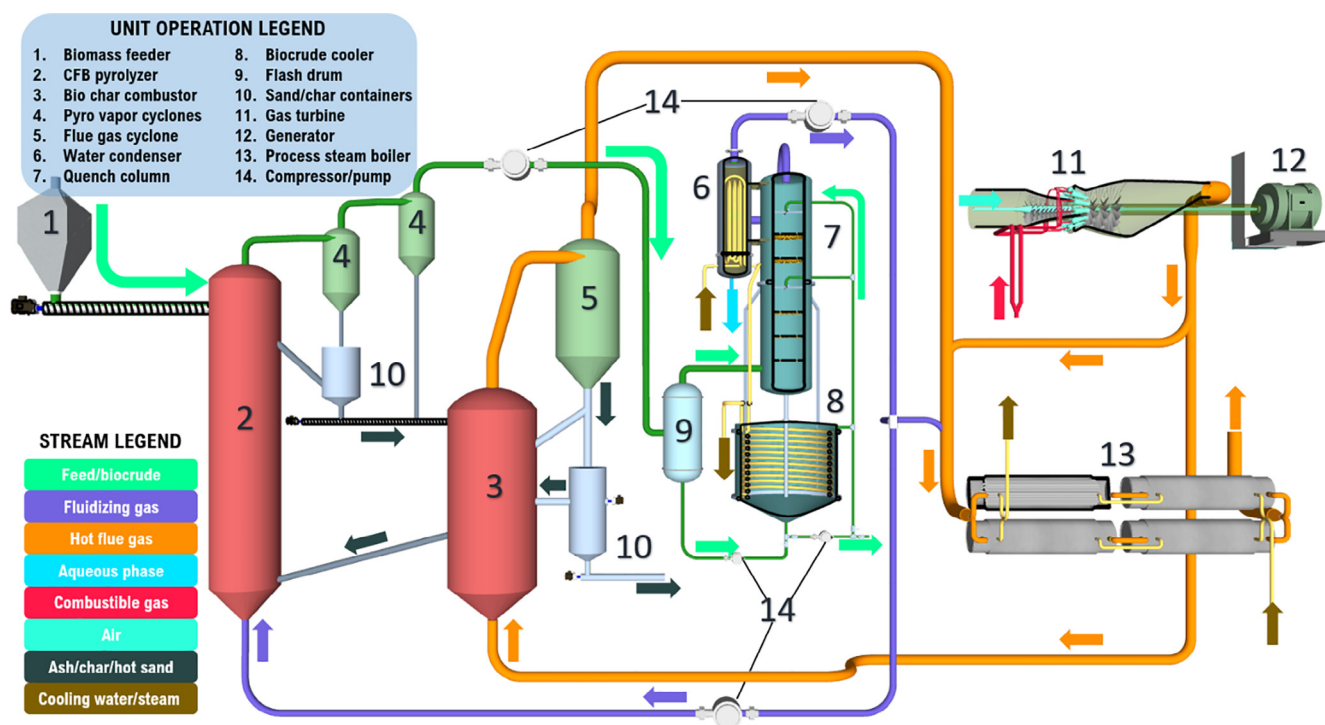 UNIT OPERATION LEGEND
1. Biomass feeder
2. CFB pyrolyzer
3. Bio char combustor
4. Pyro vapor cyclones
5. Flue gas cyclone
6. Water condenser
7. Quench column
8. Biocrude cooler
9. Flash drum
10. Sand/char containers
11. Gas turbine
12. Generator
13. Process steam boiler
14. Compressor/pump
14
1
4
4
6
7
11
12
5
10
2
3
9
8
13
10
14
STREAM LEGEND
Feed/biocrude
Fluidizing gas
Hot flue gas
Aqueous phase
Combustible gas
Air
Ash/char/hot sand
Cooling water/steam